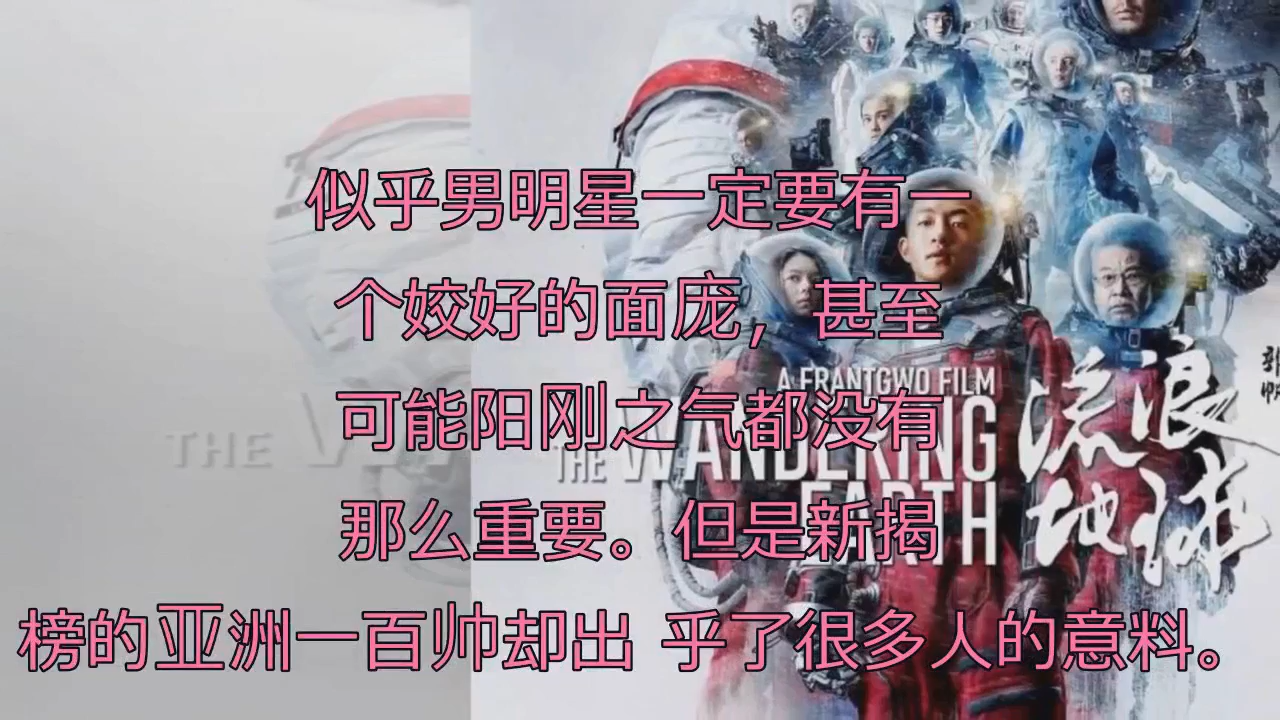 似乎男明星一定要有一
个姣好的面庞，甚至
A FRANTGWO FILM
可能阳刚之气都没有
THE WANDERING
EARTH
流浪
地球
那么重要。但是新揭
榜的亚洲一百帅却出 乎了很多人的意料。
THE